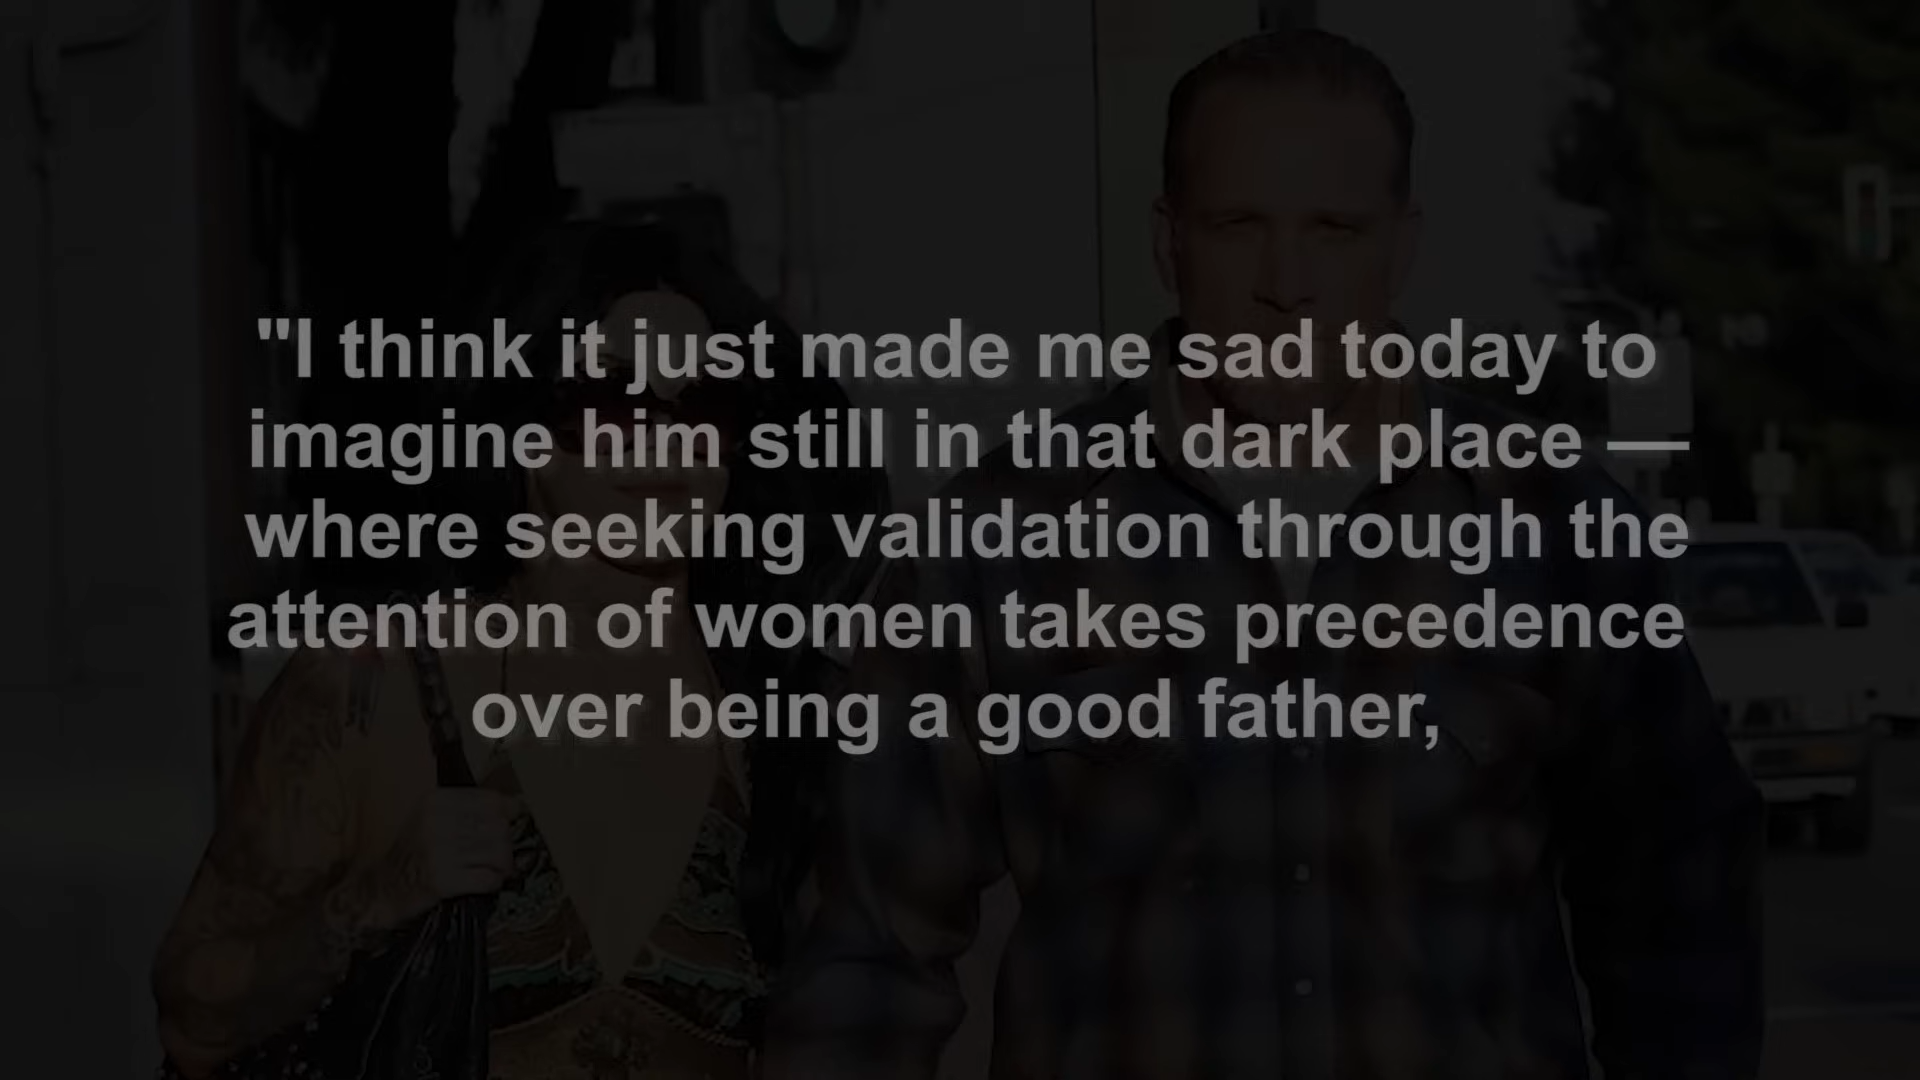 "I think it just made me sad today to
imagine him still in that dark place —
where seeking validation through the
attention of women takes precedence
over being a good father,